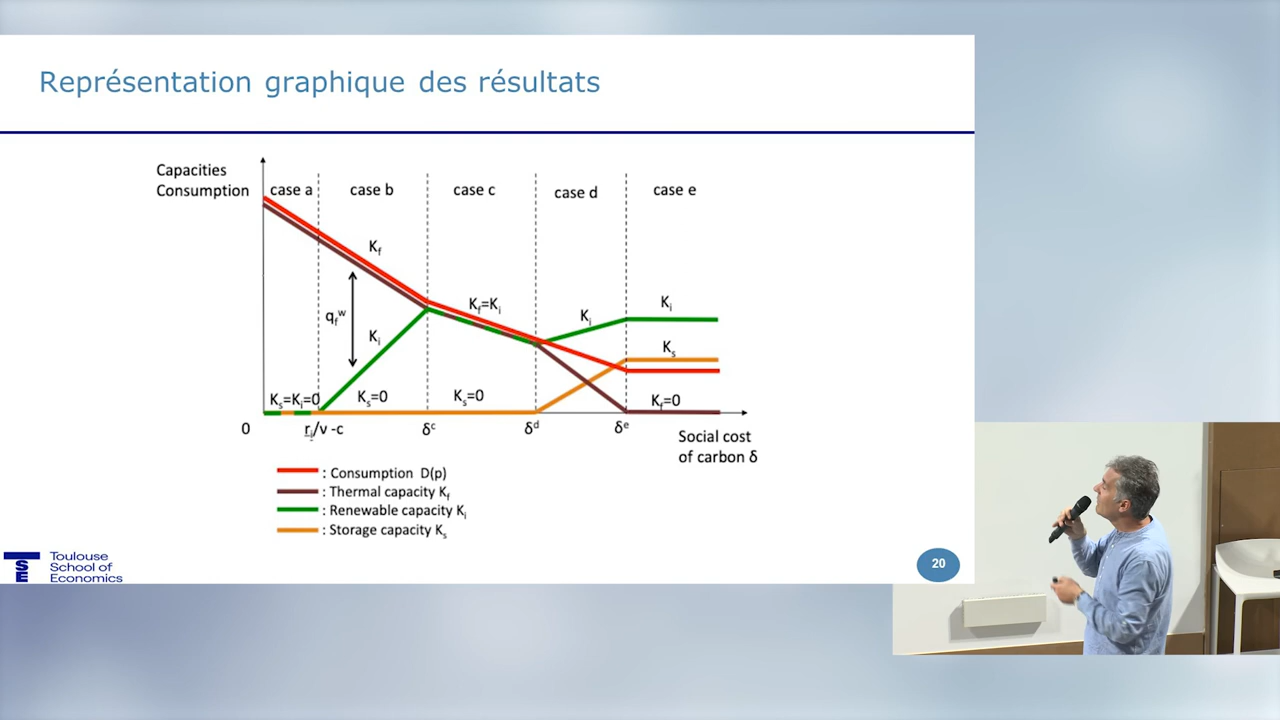 Représentation graphique des résultats
Capacities
Consumption
case a
case b
case c
case d
case e
K_f
q_f^w
K_i
K_f=K_i
K_i
K_i
K_s
K_s=K_i=0
K_s=0
K_s=0
K_f=0
0
r_i/ν -c
δ^c
δ^d
δ^e
Social cost
of carbon δ
: Consumption D(p)
: Thermal capacity K_f
: Renewable capacity K_i
: Storage capacity K_s
TSE
Toulouse
School of
Economics
20